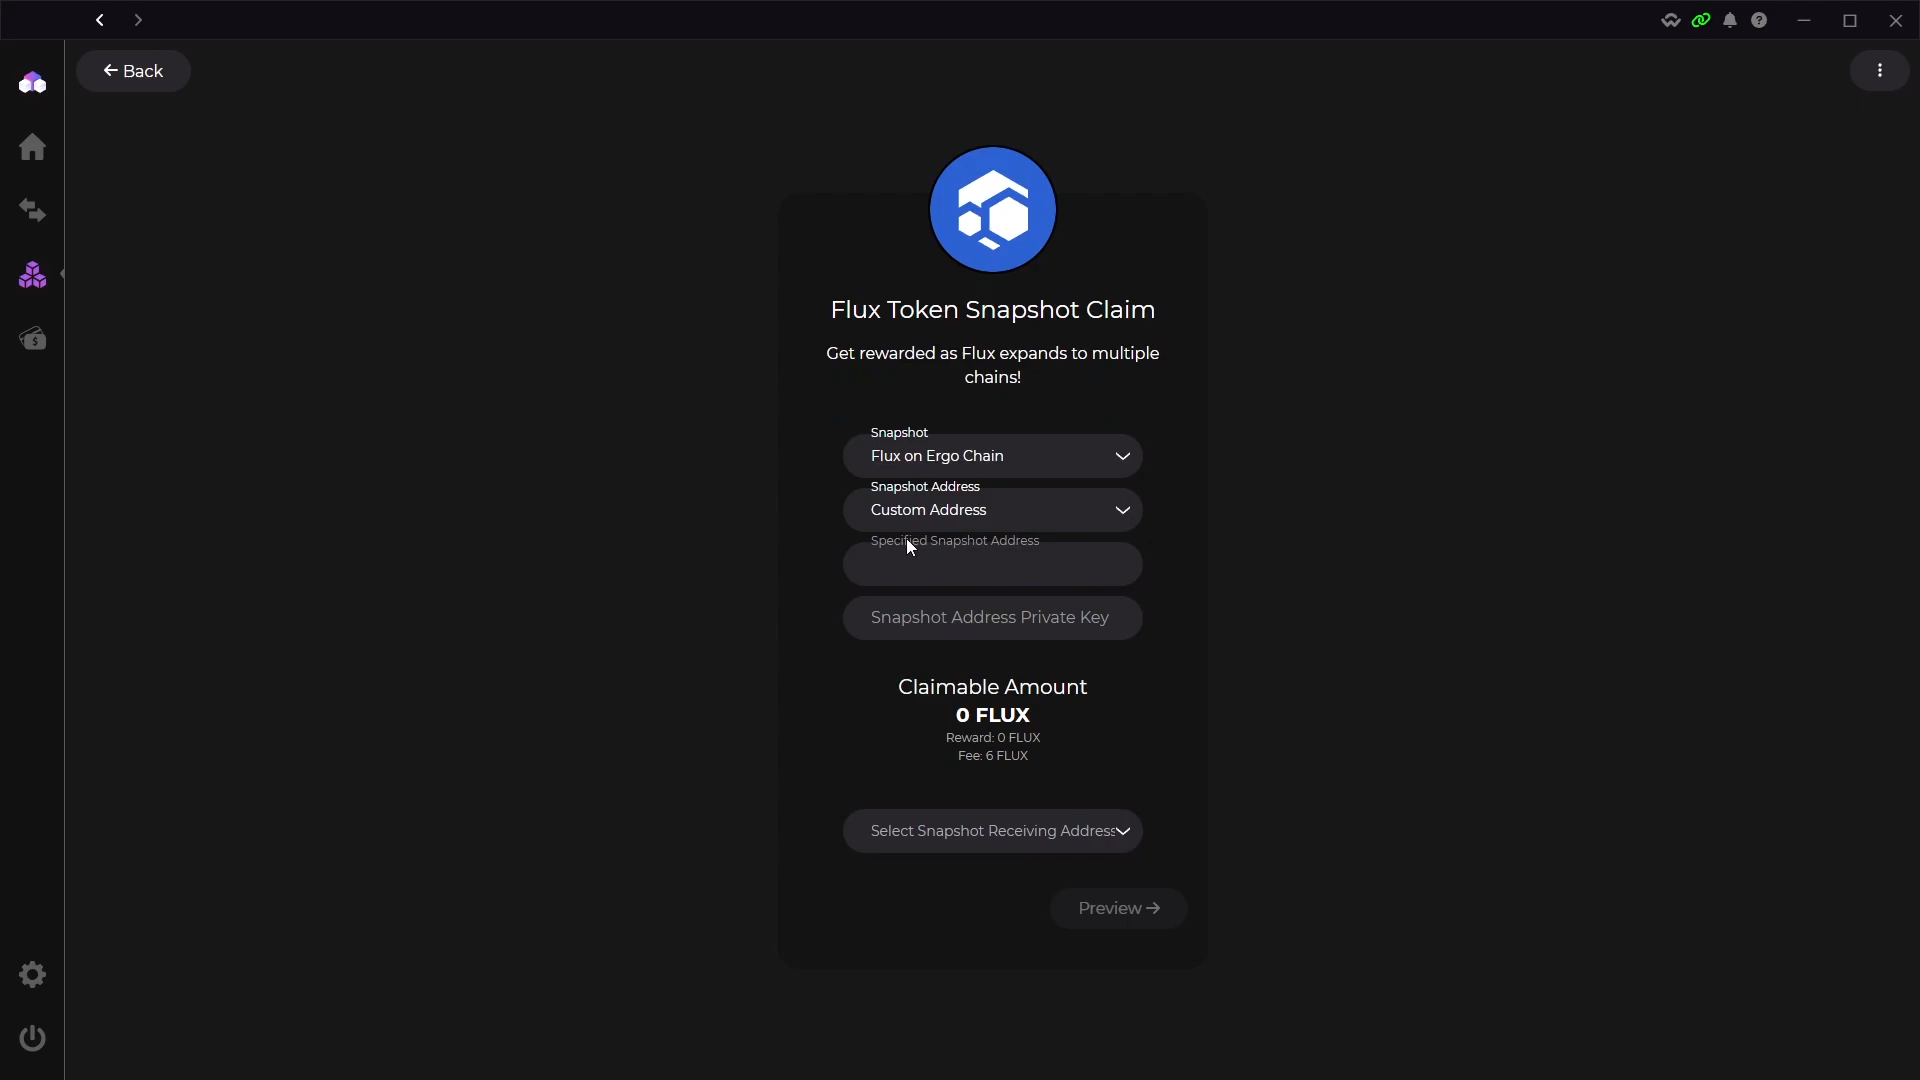 Back
Flux Token Snapshot Claim
Get rewarded as Flux expands to multiple
chains!
Snapshot
Flux on Ergo Chain
Snapshot Address
Custom Address
Specified Snapshot Address
Snapshot Address Private Key
Claimable Amount
0 FLUX
Reward: 0 FLUX
Fee: 6 FLUX
Select Snapshot Receiving Address
Preview